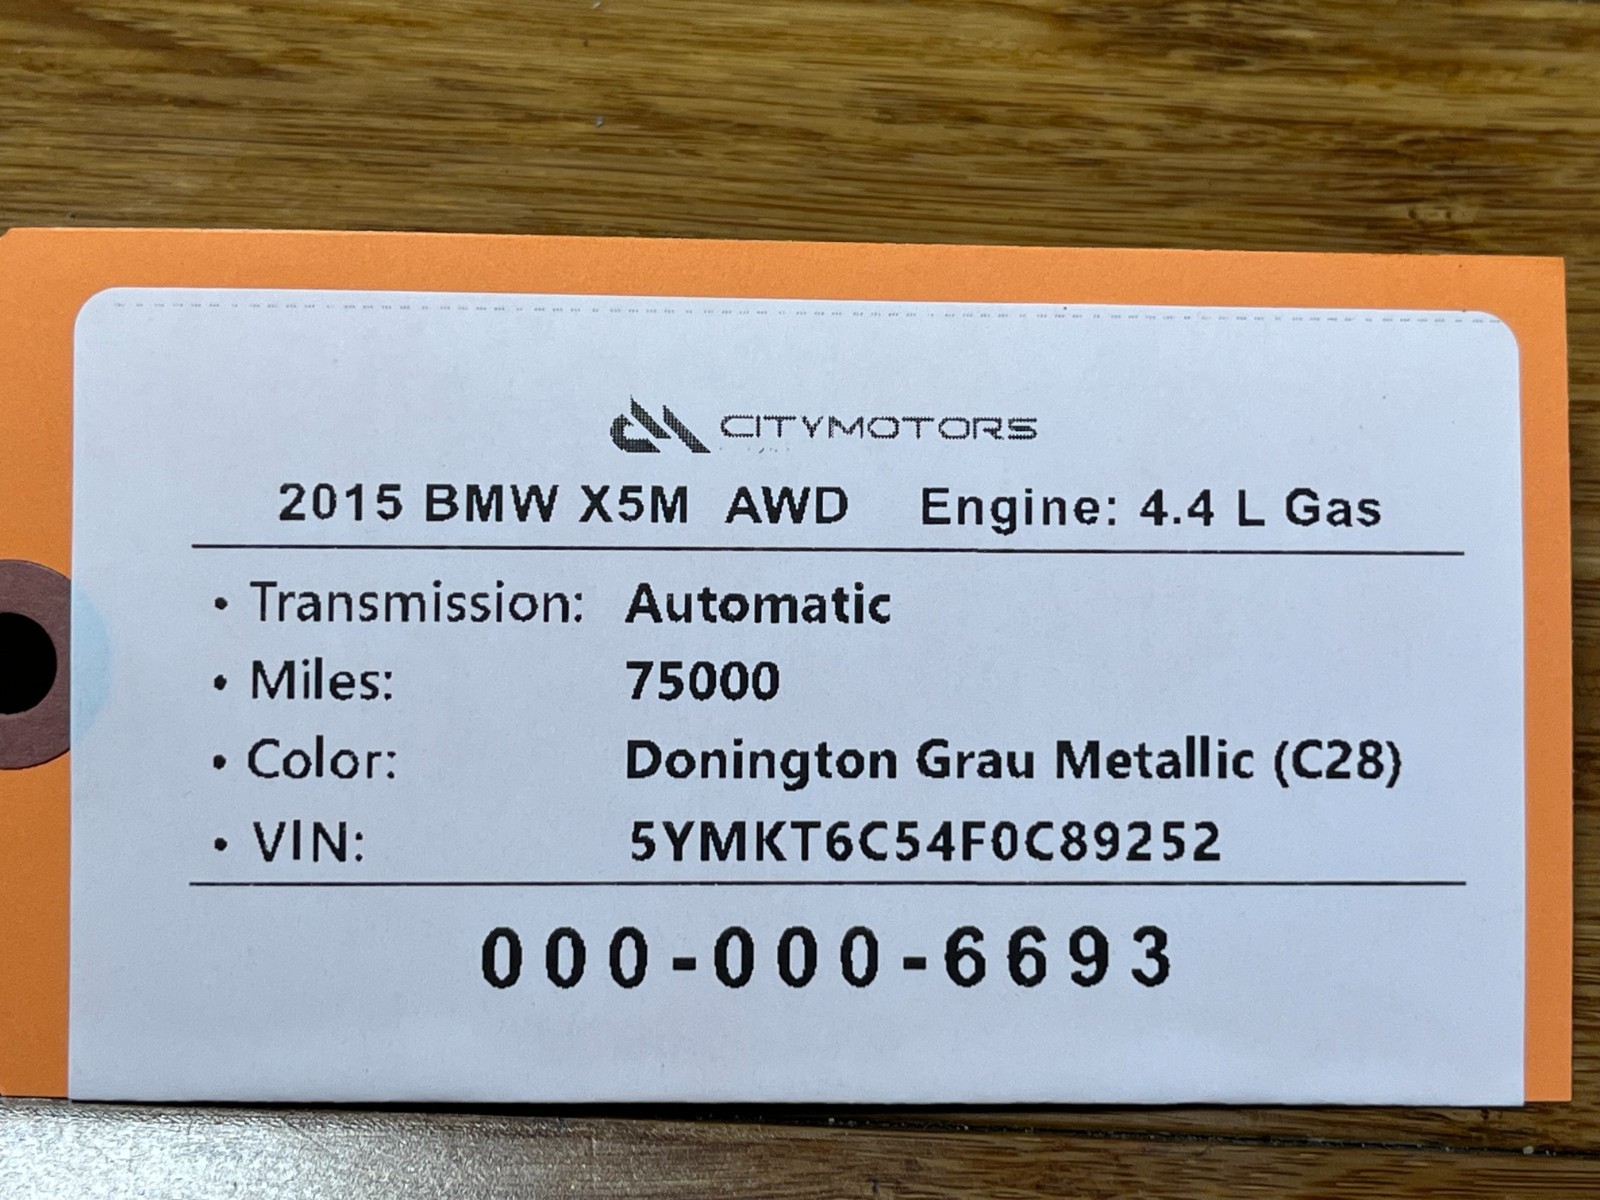 CITYMOTORS
2015 BMW X5M AWD Engine: 4.4 L Gas
• Transmission: Automatic
• Miles: 75000
• Color: Donington Grau Metallic (C28)
• VIN: 5YMKT6C54F0C89252
000-000-6693